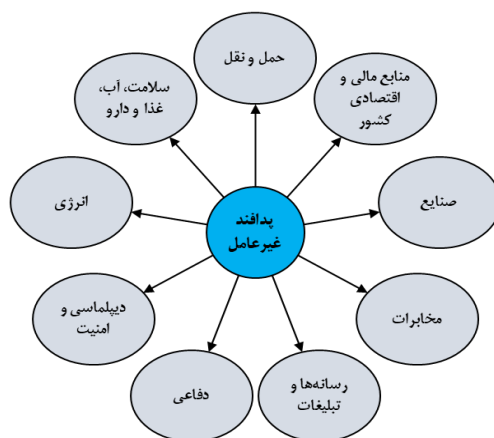 حمل و نقل
منابع مالی و
اقتصادی
کشور
صنایع
مخابرات
رسانه‌ها و
تبلیغات
دفاعی
دیپلماسی و
امنیت
انرژی
سلامت، آب،
غذا و دارو
پدافند
غیرعامل